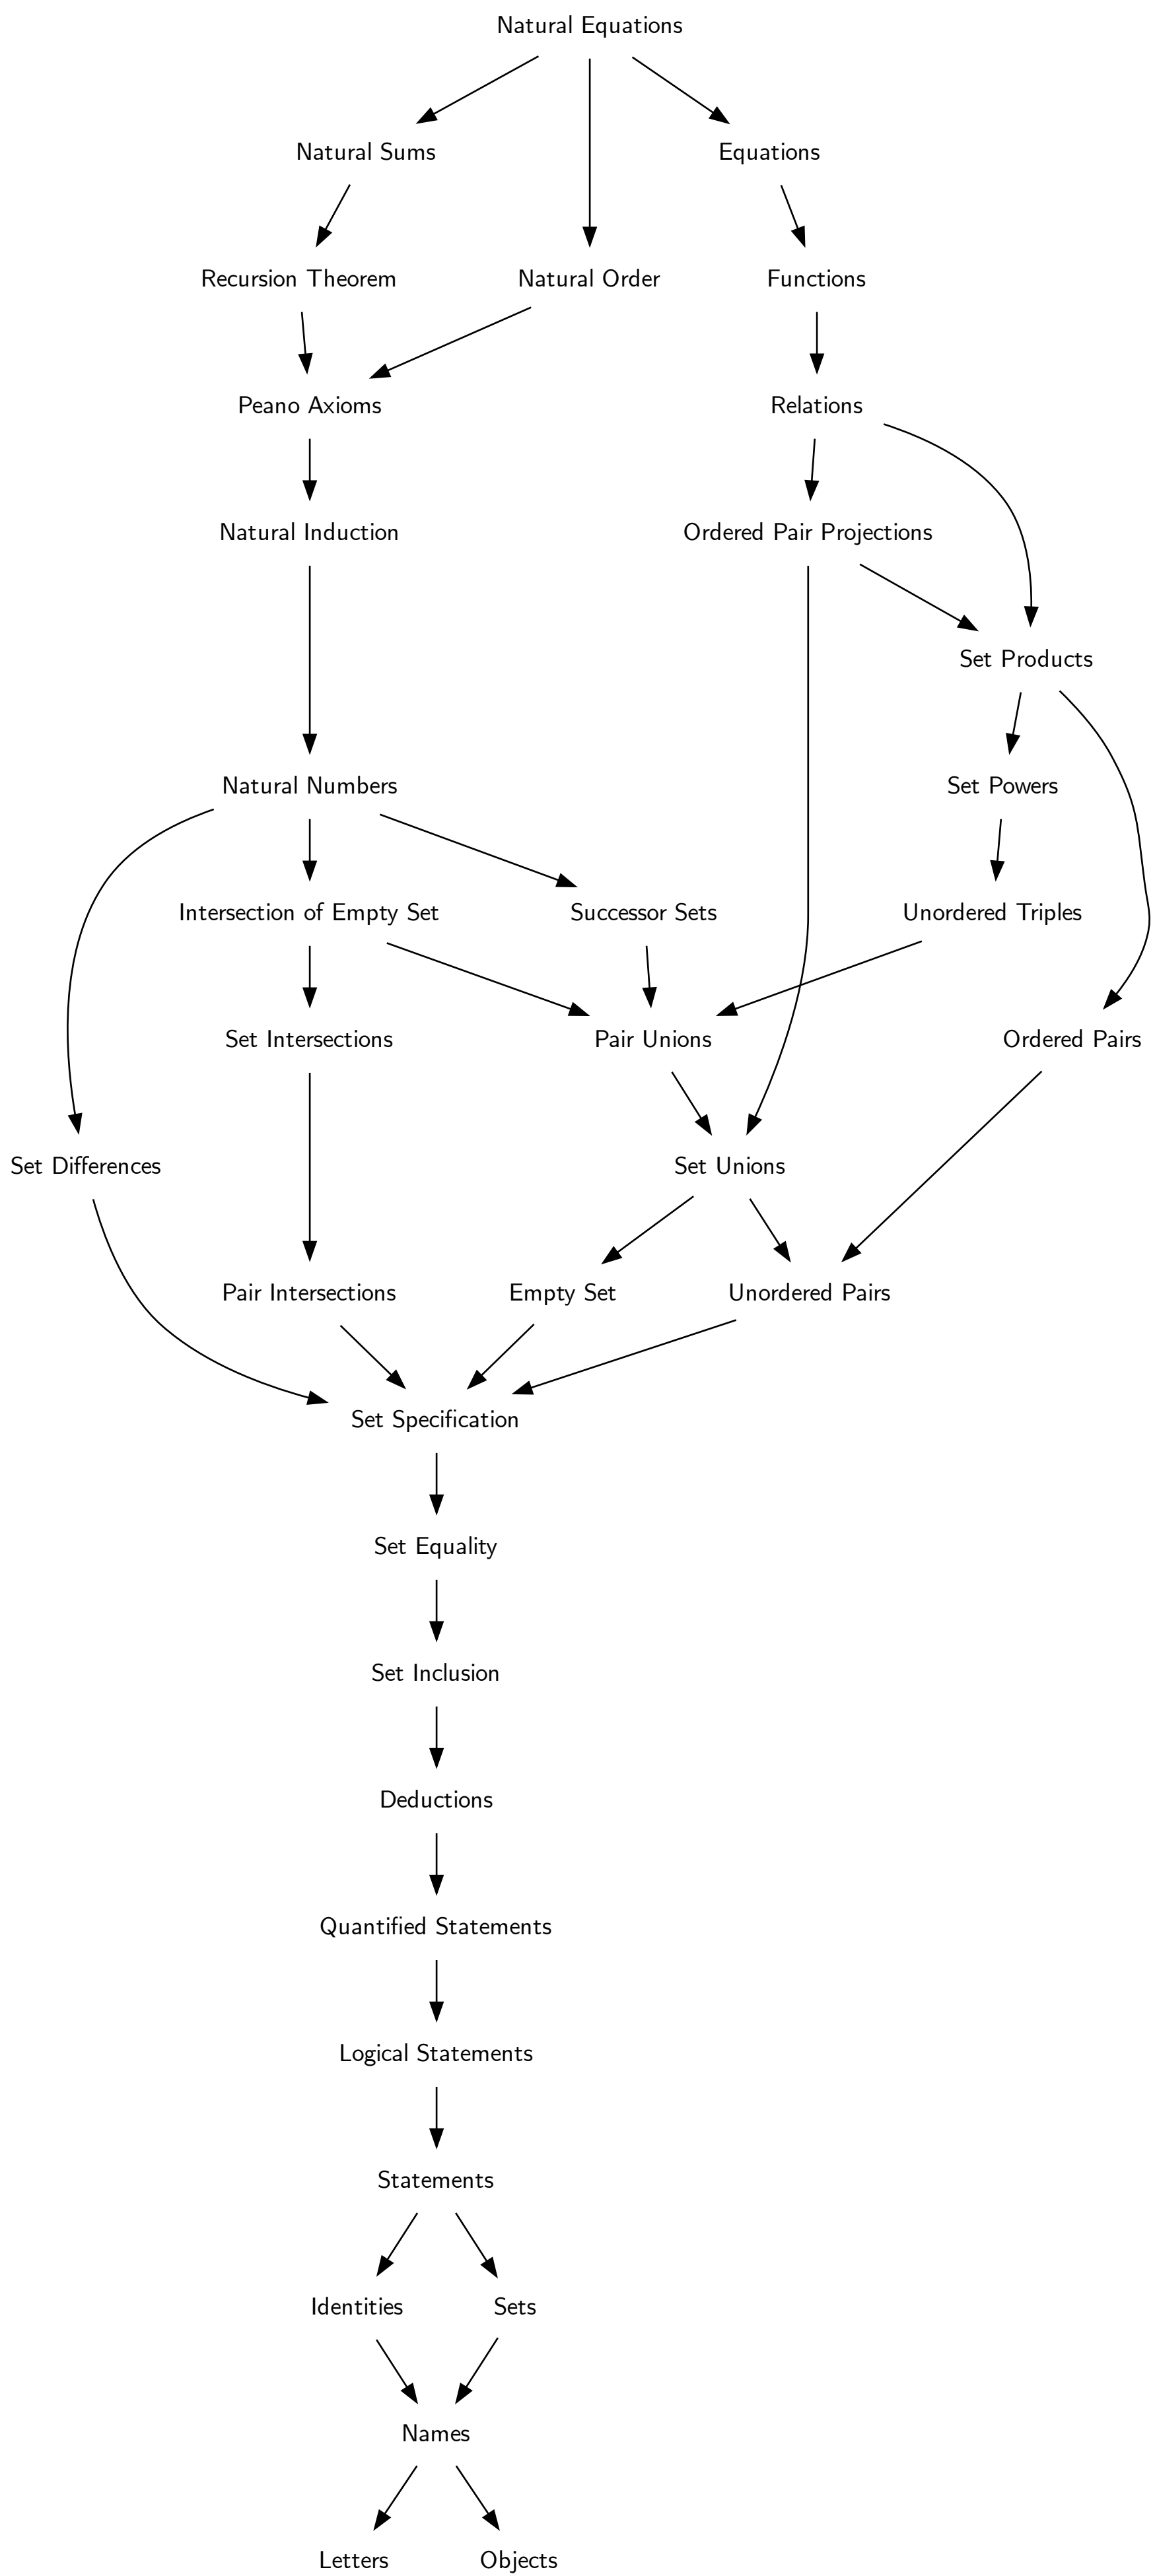 Natural Equations
Natural Sums
Equations
Recursion Theorem
Natural Order
Functions
Peano Axioms
Relations
Natural Induction
Ordered Pair Projections
Set Products
Natural Numbers
Set Powers
Intersection of Empty Set
Successor Sets
Unordered Triples
Set Intersections
Pair Unions
Ordered Pairs
Set Differences
Set Unions
Pair Intersections
Empty Set
Unordered Pairs
Set Specification
Set Equality
Set Inclusion
Deductions
Quantified Statements
Logical Statements
Statements
Identities
Sets
Names
Letters
Objects